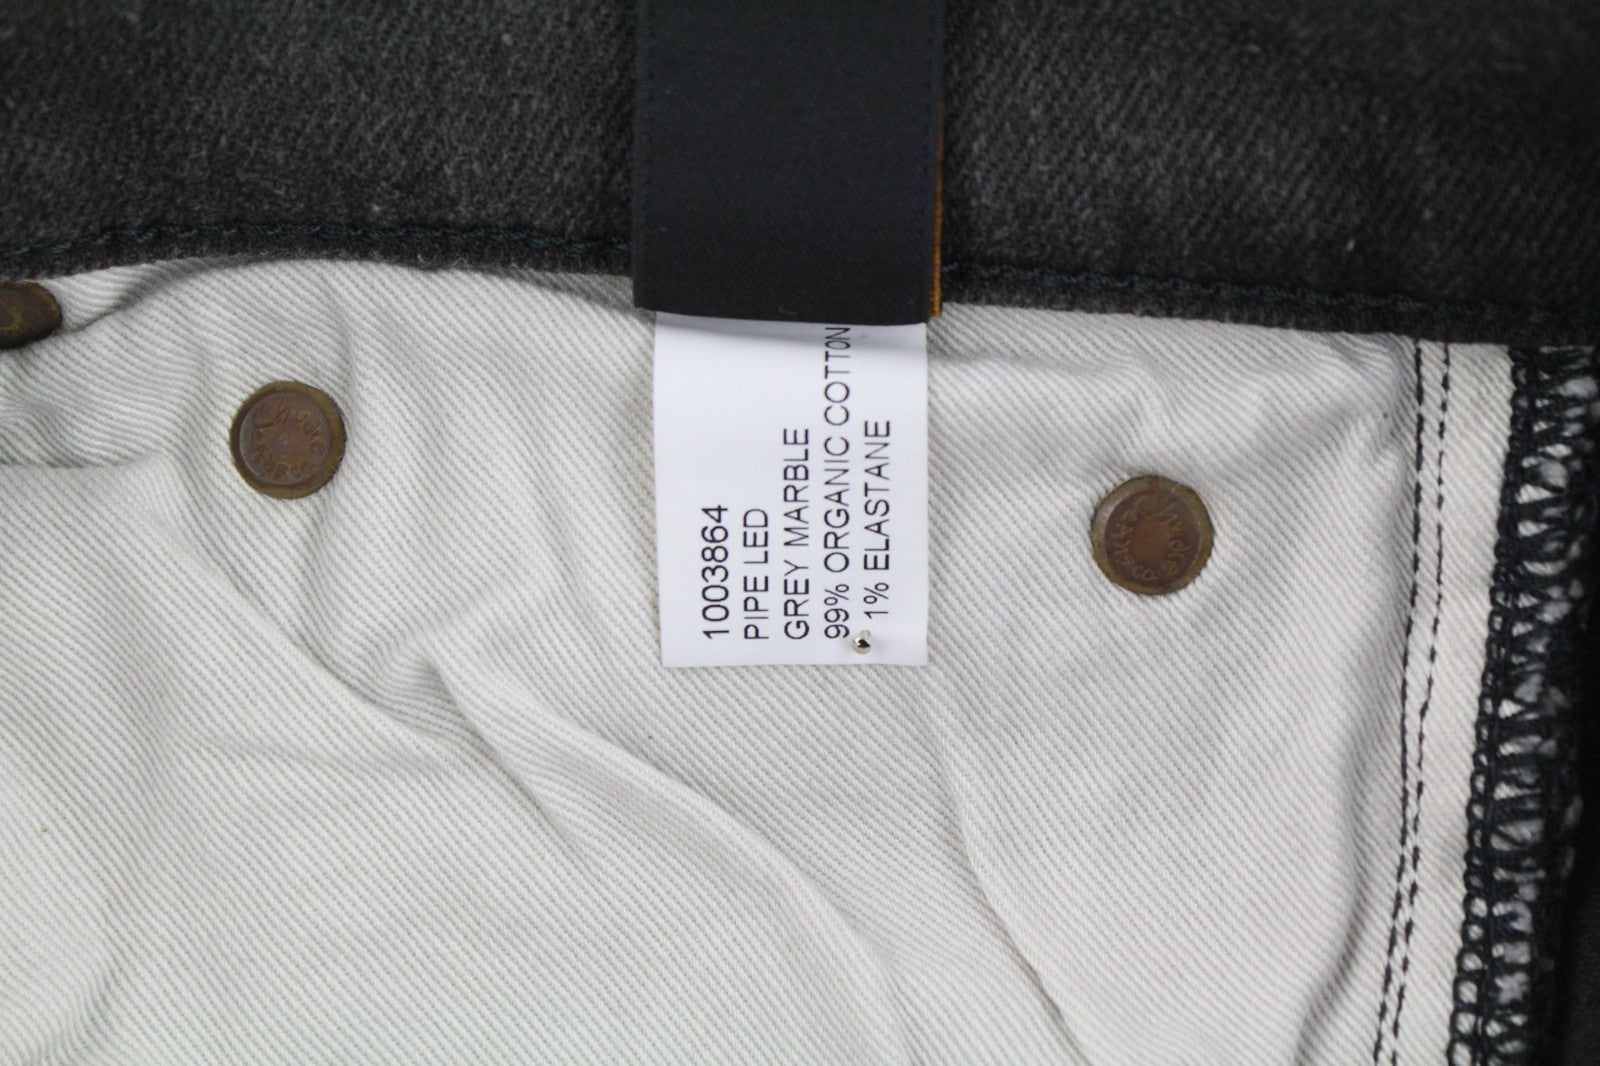 1003864
PIPE LED
GREY MARBLE
99% ORGANIC COTTON
1% ELASTANE